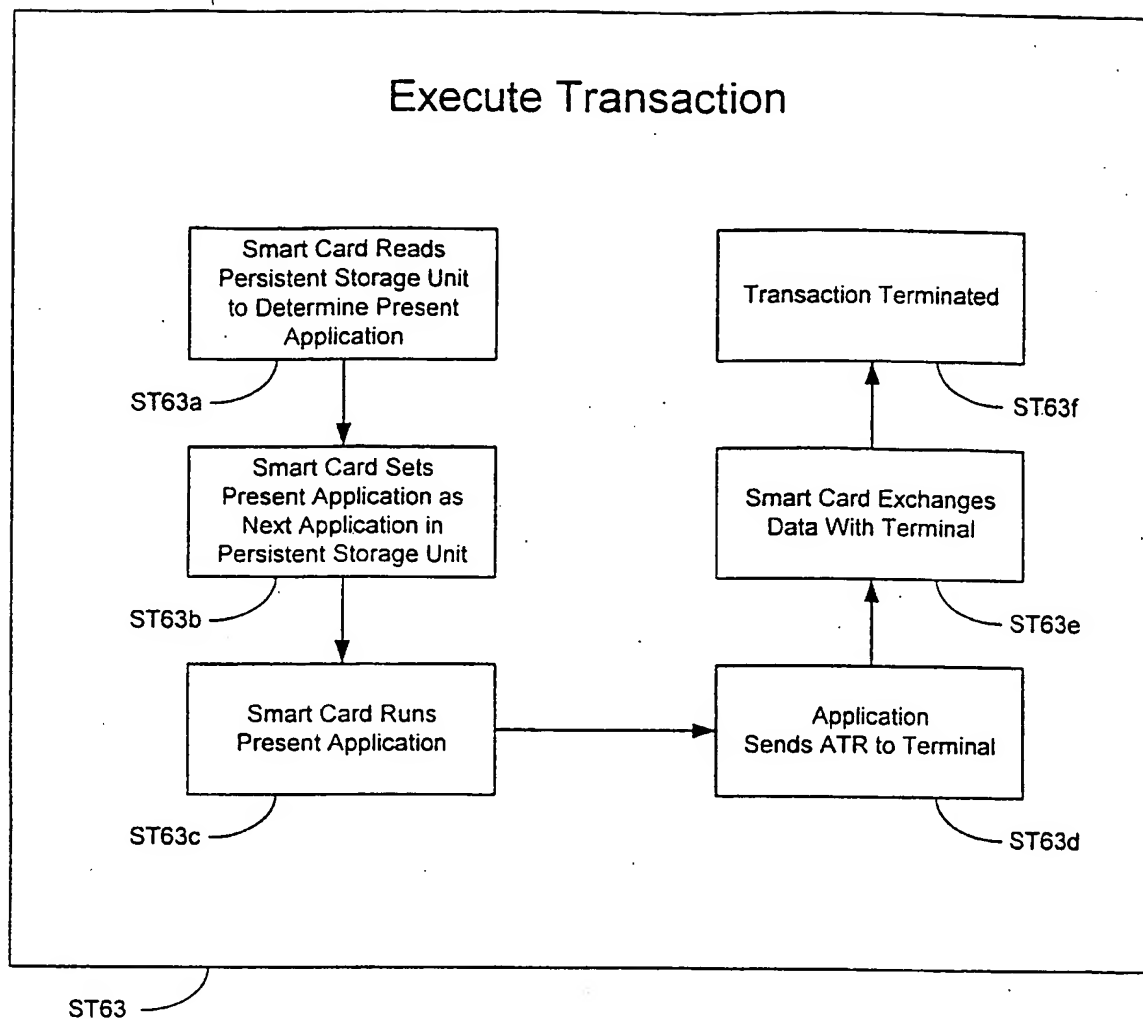 Execute Transaction
Smart Card Reads
Persistent Storage Unit
to Determine Present
Application
ST63a
Smart Card Sets
Present Application as
Next Application in
Persistent Storage Unit
ST63b
Smart Card Runs
Present Application
ST63c
Application
Sends ATR to Terminal
ST63d
Smart Card Exchanges
Data With Terminal
ST63e
Transaction Terminated
ST63f
ST63